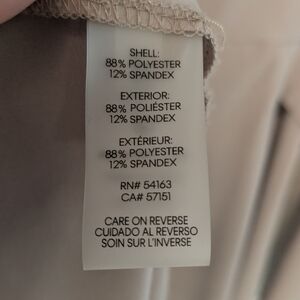 SHELL:
88% POLYESTER
12% SPANDEX
EXTERIOR:
88% POLIÉSTER
12% SPANDEX
EXTÉRIEUR:
88% POLYESTER
12% SPANDEX
RN# 54163
CA# 57151
CARE ON REVERSE
CUIDADO AL REVERSO
SOIN SUR L'INVERSE